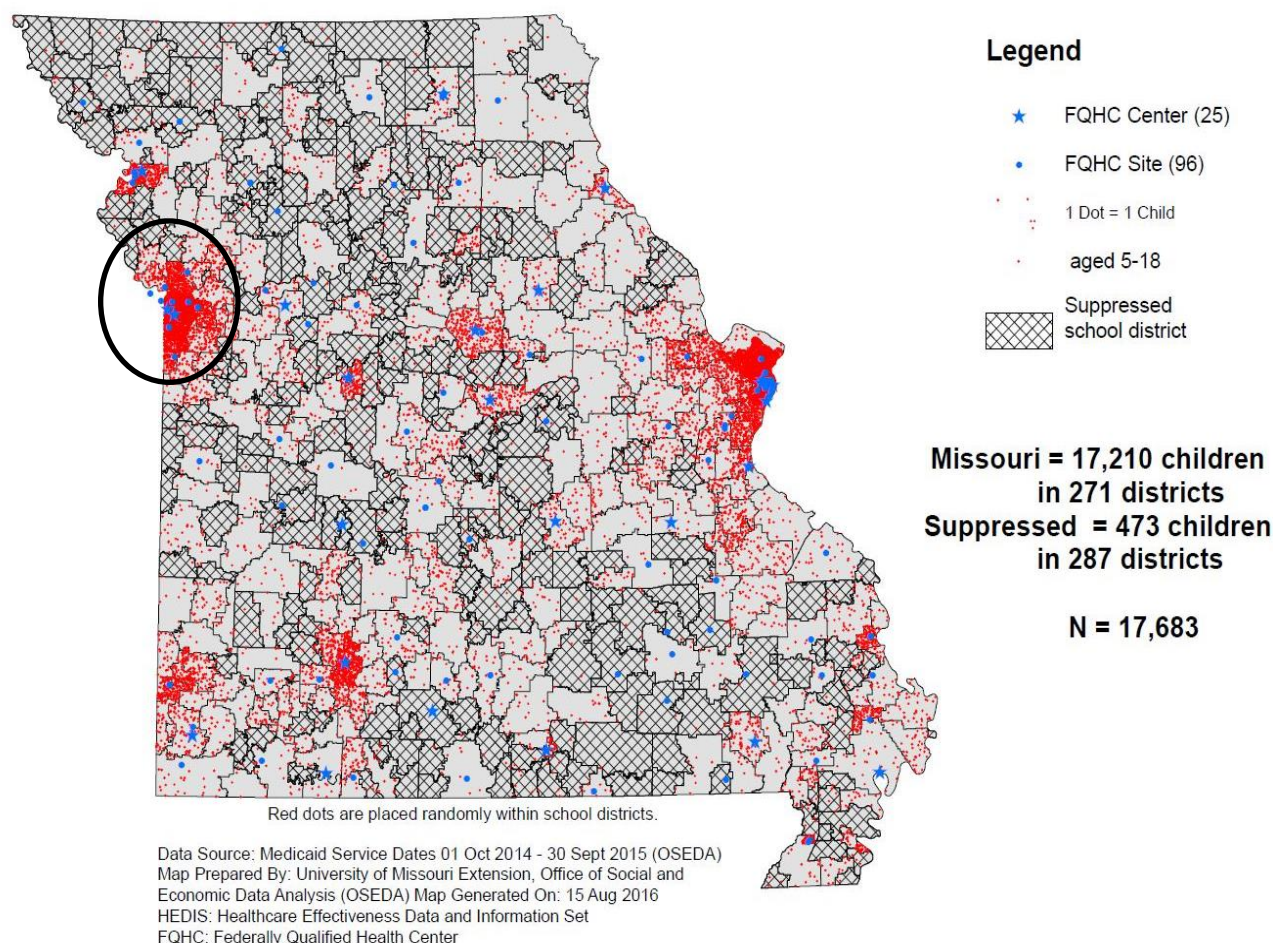 Legend
FQHC Center (25)
FQHC Site (96)
1 Dot = 1 Child
aged 5-18
Suppressed
school district
Missouri = 17,210 children
in 271 districts
Suppressed = 473 children
in 287 districts
N = 17,683
Red dots are placed randomly within school districts.
Data Source: Medicaid Service Dates 01 Oct 2014 - 30 Sept 2015 (OSEDA)
Map Prepared By: University of Missouri Extension, Office of Social and
Economic Data Analysis (OSEDA) Map Generated On: 15 Aug 2016
HEDIS: Healthcare Effectiveness Data and Information Set
FQHC: Federally Qualified Health Center